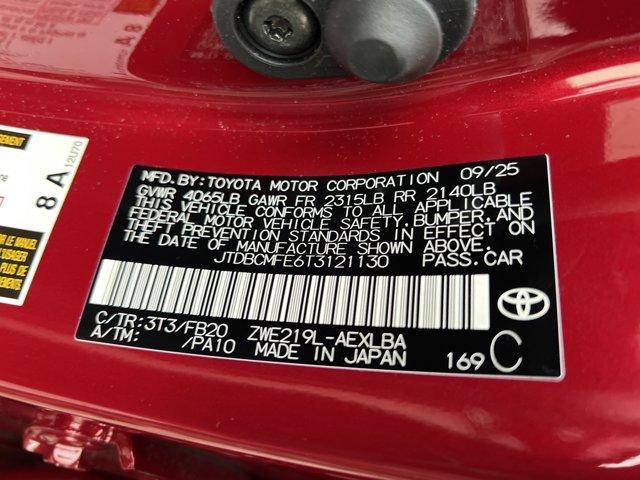 MFD. BY: TOYOTA MOTOR CORPORATION 09/25
GVWR 4065LB GAWR FR 2315LB RR 2140LB
THIS VEHICLE CONFORMS TO ALL APPLICABLE
FEDERAL MOTOR VEHICLE SAFETY, BUMPER, AND
THEFT PREVENTION STANDARDS IN EFFECT ON
THE DATE OF MANUFACTURE SHOWN ABOVE.
JTDBCMFE6T3121130 PASS. CAR
C/TR: 3T3/FB20 ZWE219L-AEXLBA
A/TM: /PA10 MADE IN JAPAN 169 C
TOYOTA
8 A
12U70